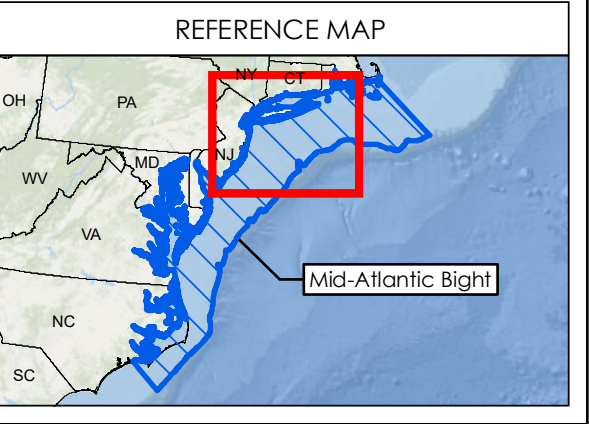 REFERENCE MAP
NY
CT
OH
PA
NJ
MD
WV
VA
Mid-Atlantic Bight
NC
SC